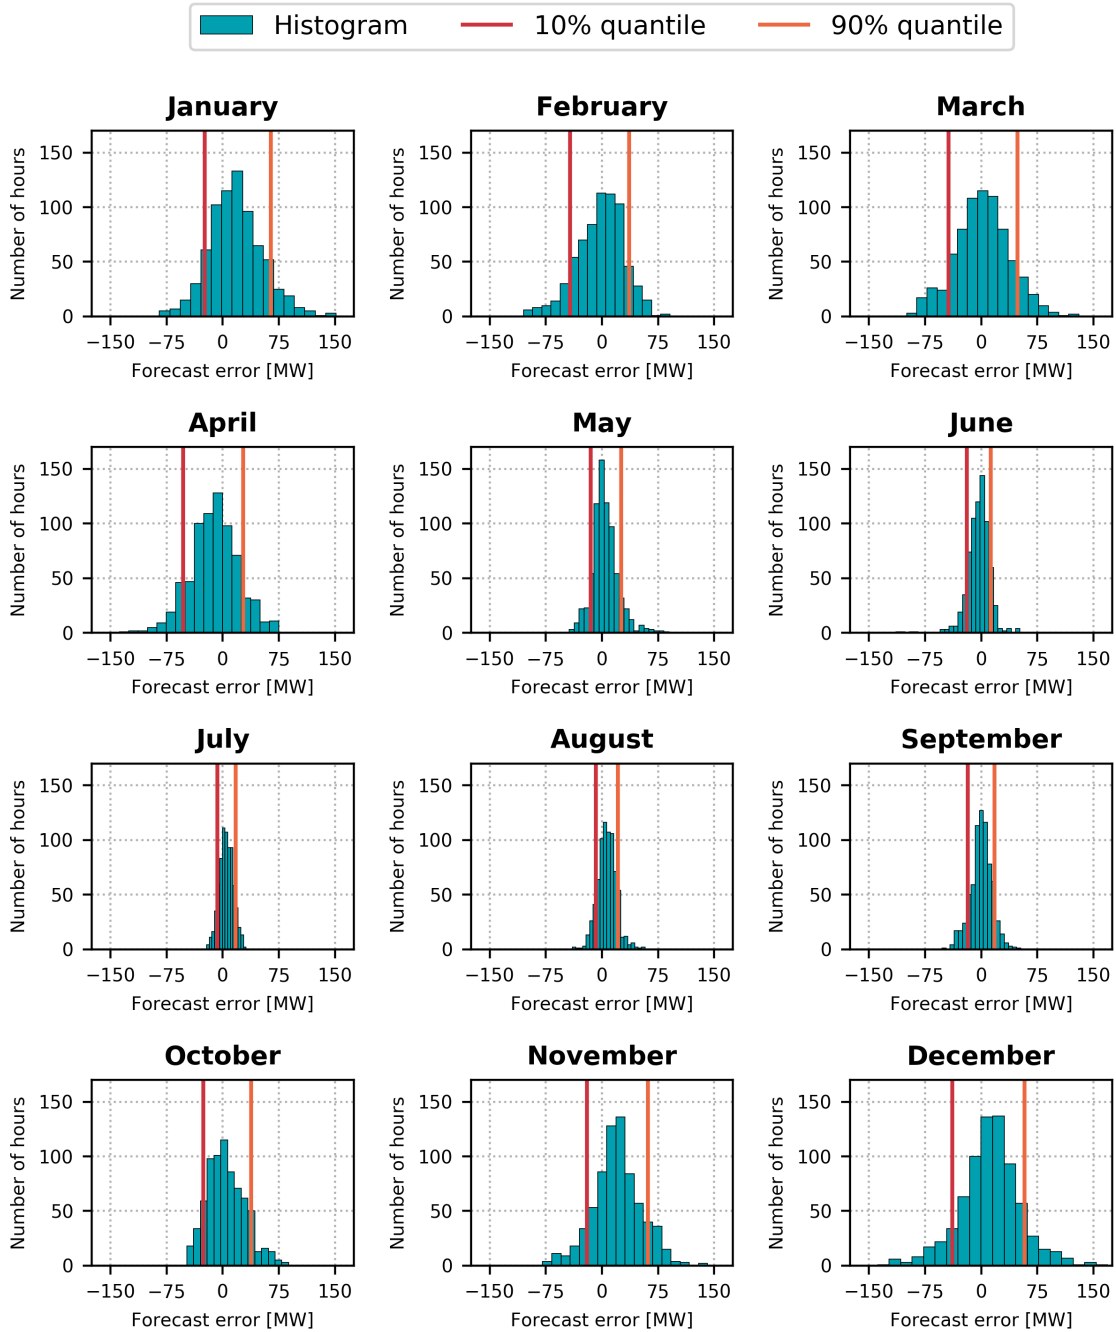 Histogram 10% quantile 90% quantile
January February March
Number of hours 150 100 50 0 Number of hours 150 100 50 0 Number of hours 150 100 50 0
−150 −75 0 75 150 −150 −75 0 75 150 −150 −75 0 75 150
Forecast error [MW] Forecast error [MW] Forecast error [MW]
April May June
Number of hours 150 100 50 0 Number of hours 150 100 50 0 Number of hours 150 100 50 0
−150 −75 0 75 150 −150 −75 0 75 150 −150 −75 0 75 150
Forecast error [MW] Forecast error [MW] Forecast error [MW]
July August September
Number of hours 150 100 50 0 Number of hours 150 100 50 0 Number of hours 150 100 50 0
−150 −75 0 75 150 −150 −75 0 75 150 −150 −75 0 75 150
Forecast error [MW] Forecast error [MW] Forecast error [MW]
October November December
Number of hours 150 100 50 0 Number of hours 150 100 50 0 Number of hours 150 100 50 0
−150 −75 0 75 150 −150 −75 0 75 150 −150 −75 0 75 150
Forecast error [MW] Forecast error [MW] Forecast error [MW]